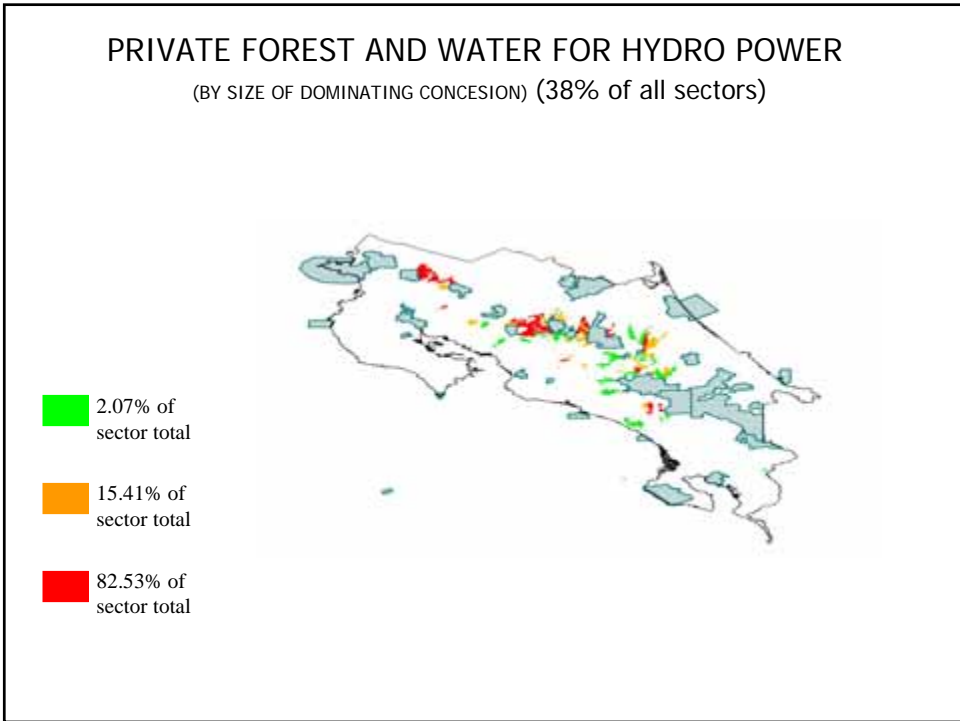 PRIVATE FOREST AND WATER FOR HYDRO POWER
(BY SIZE OF DOMINATING CONCESION) (38% of all sectors)
2.07% of
sector total
15.41% of
sector total
82.53% of
sector total